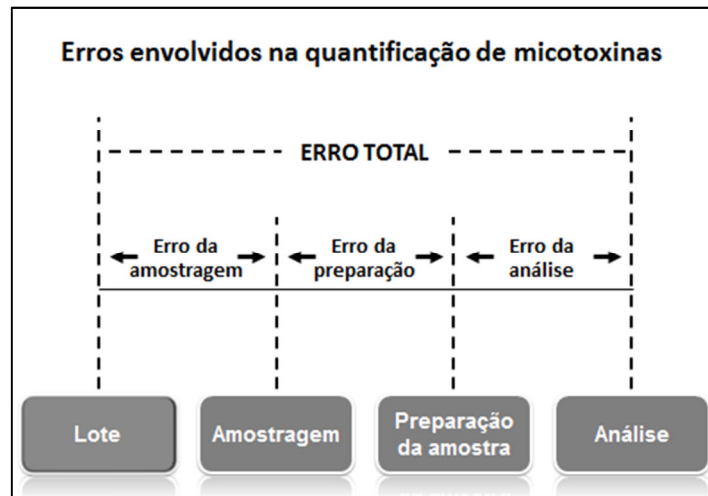 Erros envolvidos na quantificação de micotoxinas
ERRO TOTAL
Erro da
amostragem
Erro da
preparação
Erro da
análise
Lote
Amostragem
Preparação
da amostra
Análise